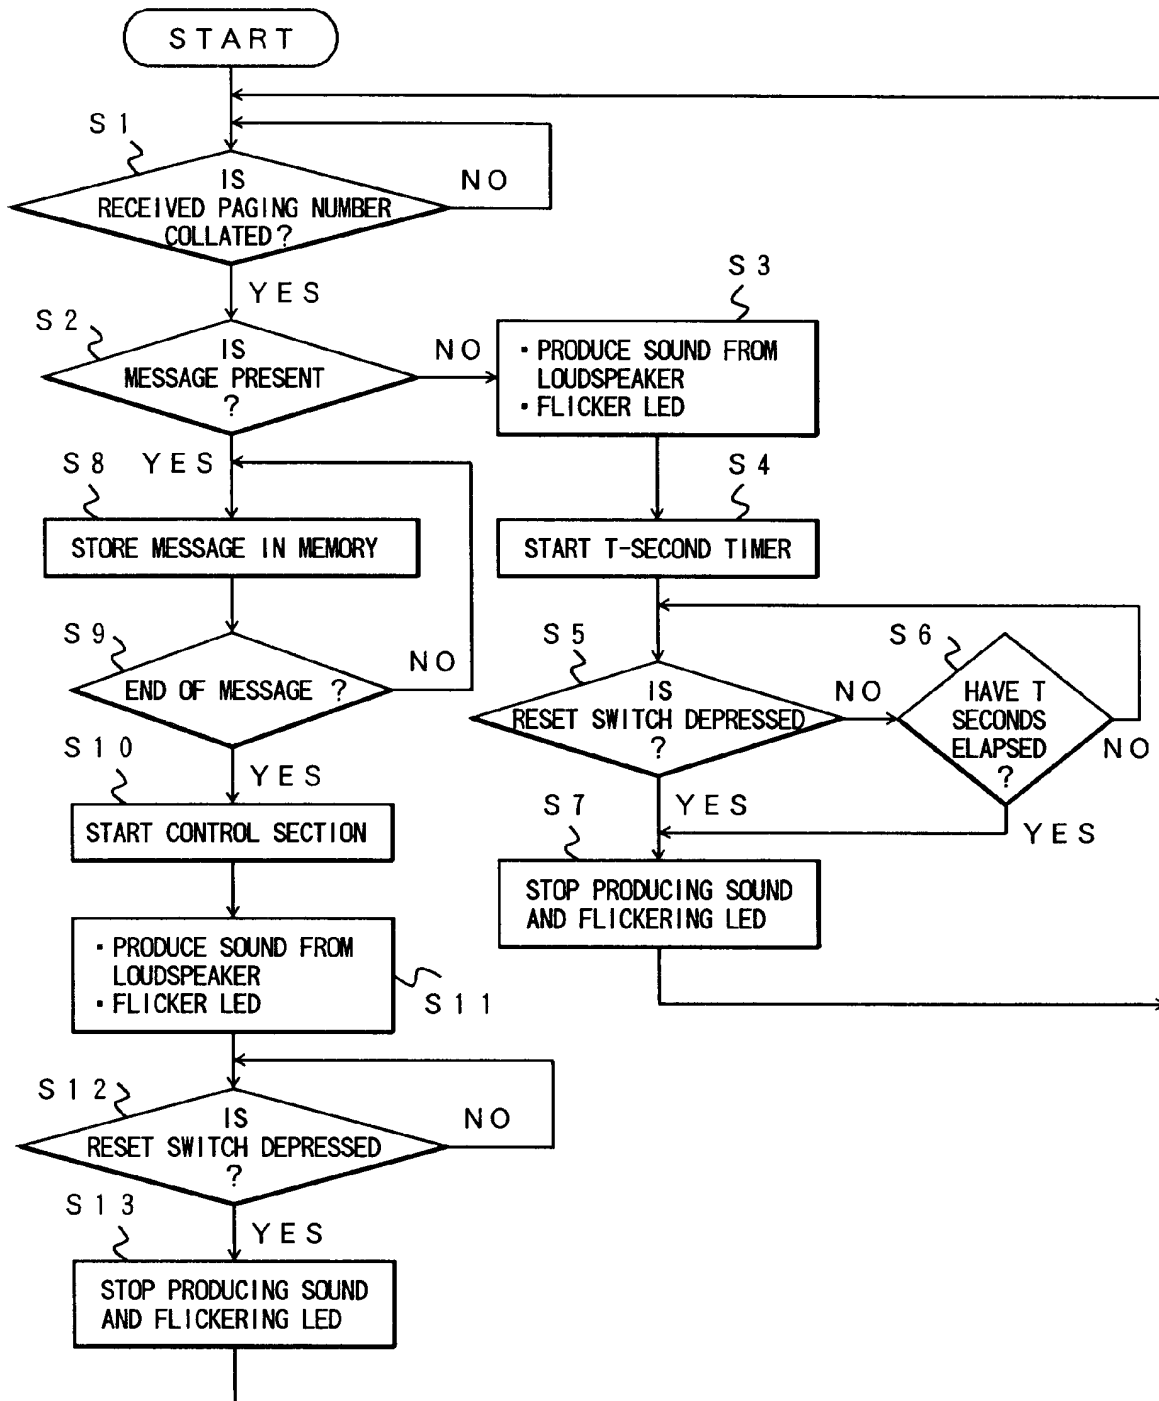 START
S1
IS
RECEIVED PAGING NUMBER
COLLATED?
NO
YES
S2
IS
MESSAGE PRESENT
?
NO
S3
・PRODUCE SOUND FROM
LOUDSPEAKER
・FLICKER LED
YES
S8
STORE MESSAGE IN MEMORY
S4
START T-SECOND TIMER
S9
END OF MESSAGE ?
NO
S5
IS
RESET SWITCH DEPRESSED
?
NO
S6
HAVE T
SECONDS
ELAPSED
?
NO
YES
YES
S7
STOP PRODUCING SOUND
AND FLICKERING LED
YES
S10
START CONTROL SECTION
・PRODUCE SOUND FROM
LOUDSPEAKER
・FLICKER LED
S11
S12
IS
RESET SWITCH DEPRESSED
?
NO
YES
S13
STOP PRODUCING SOUND
AND FLICKERING LED